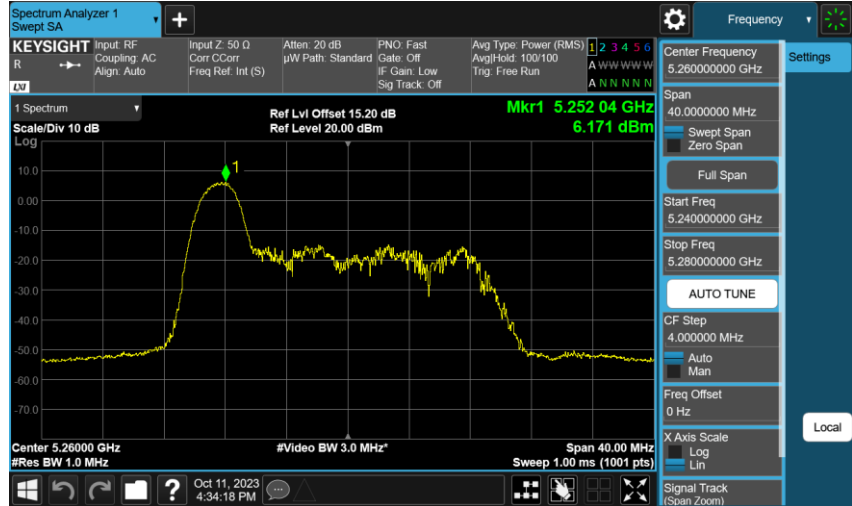 Spectrum Analyzer 1
Swept SA
+
Frequency
KEYSIGHT
R
LXI
Input: RF
Coupling: AC
Align: Auto
Input Z: 50 Ω
Corr CCorr
Freq Ref: Int (S)
Atten: 20 dB
µW Path: Standard
PNO: Fast
Gate: Off
IF Gain: Low
Sig Track: Off
Avg Type: Power (RMS)
Avg|Hold: 100/100
Trig: Free Run
1 2 3 4 5 6
A W W W W W
A N N N N N
1 Spectrum
Scale/Div 10 dB
Log
Ref Lvl Offset 15.20 dB
Ref Level 20.00 dBm
Mkr1 5.252 04 GHz
6.171 dBm
1
10.0
0.00
-10.0
-20.0
-30.0
-40.0
-50.0
-60.0
-70.0
Center 5.26000 GHz
#Res BW 1.0 MHz
#Video BW 3.0 MHz*
Span 40.00 MHz
Sweep 1.00 ms (1001 pts)
Center Frequency
5.260000000 GHz
Span
40.0000000 MHz
Swept Span
Zero Span
Full Span
Start Freq
5.240000000 GHz
Stop Freq
5.280000000 GHz
AUTO TUNE
CF Step
4.000000 MHz
Auto
Man
Freq Offset
0 Hz
X Axis Scale
Log
Lin
Signal Track
(Span Zoom)
Settings
Local
?
Oct 11, 2023
4:34:18 PM